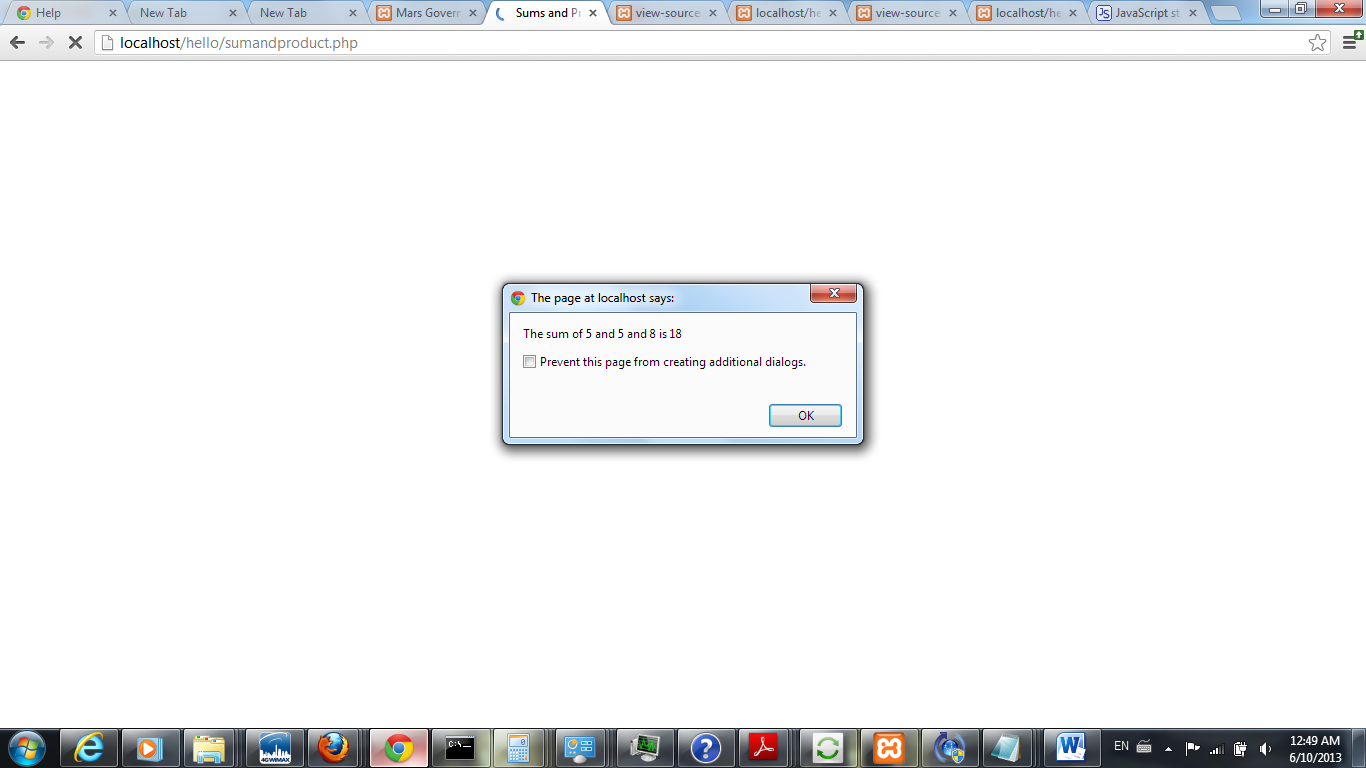 Help
New Tab
New Tab
Mars Govern
Sums and Pr
view-source
localhost/he
view-source
localhost/he
JavaScript st
localhost/hello/sumandproduct.php
The page at localhost says:
The sum of 5 and 5 and 8 is 18
Prevent this page from creating additional dialogs.
OK
C:\_
4G WiMAX
EN
12:49 AM
6/10/2013